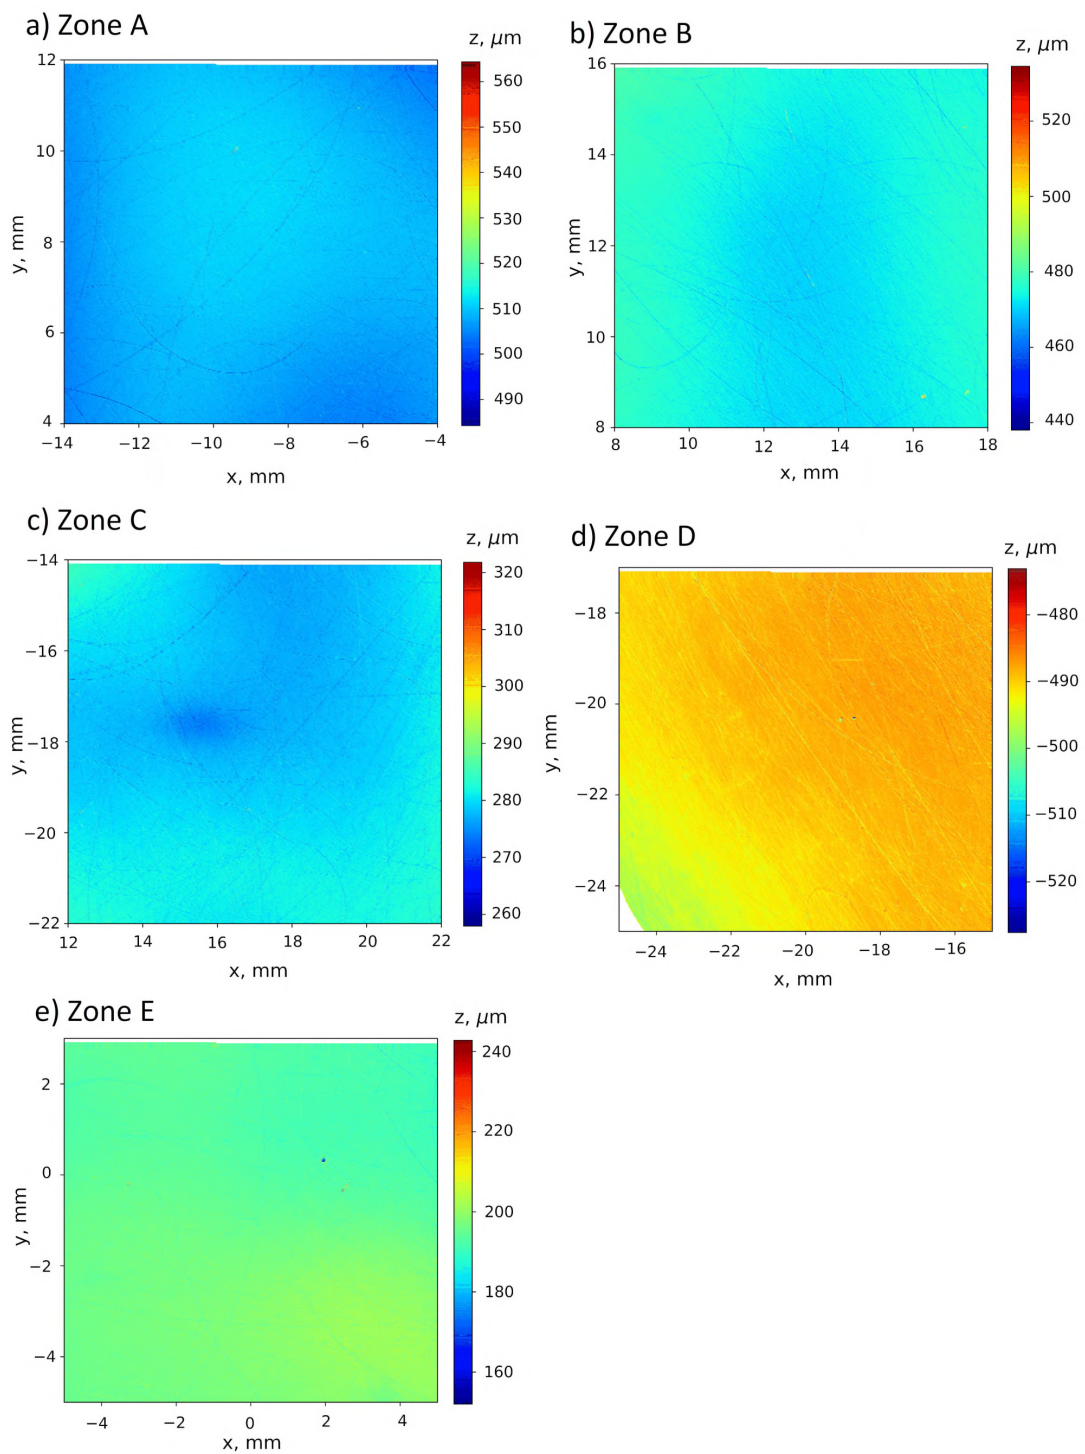 a) Zone A
z, μm
12
10
8
6
4
y, mm
−14 −12 −10 −8 −6 −4
x, mm
560
550
540
530
520
510
500
490
b) Zone B
z, μm
16
14
12
10
8
y, mm
8 10 12 14 16 18
x, mm
520
500
480
460
440
c) Zone C
z, μm
−14
−16
−18
−20
−22
y, mm
12 14 16 18 20 22
x, mm
320
310
300
290
280
270
260
d) Zone D
z, μm
−18
−20
−22
−24
y, mm
−24 −22 −20 −18 −16
x, mm
−480
−490
−500
−510
−520
e) Zone E
z, μm
2
0
−2
−4
y, mm
−4 −2 0 2 4
x, mm
240
220
200
180
160